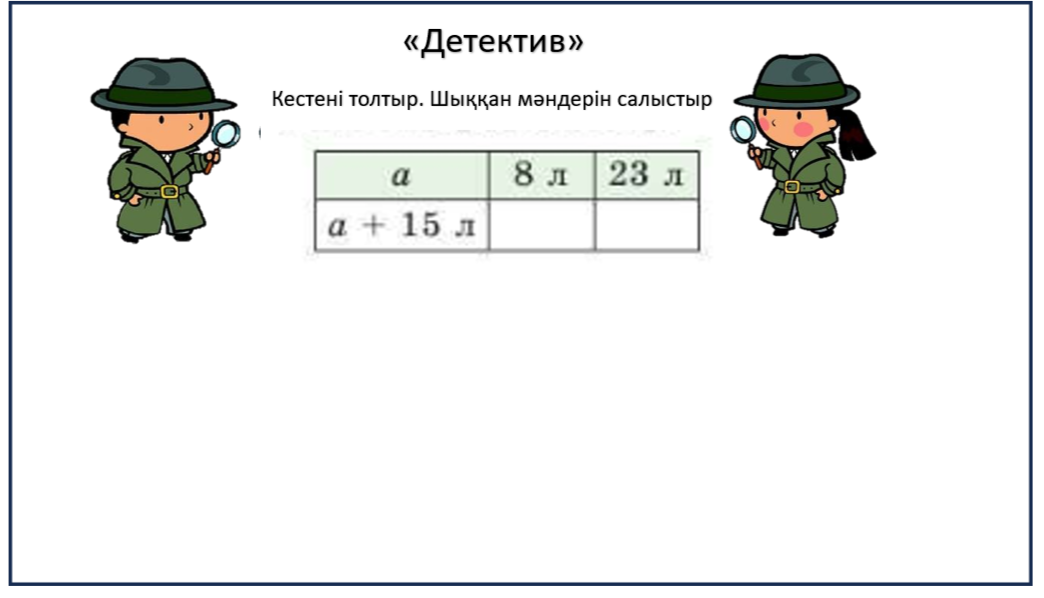 «Детектив»
Кестені толтыр. Шыққан мәндерін салыстыр
a 8 л 23 л
a + 15 л